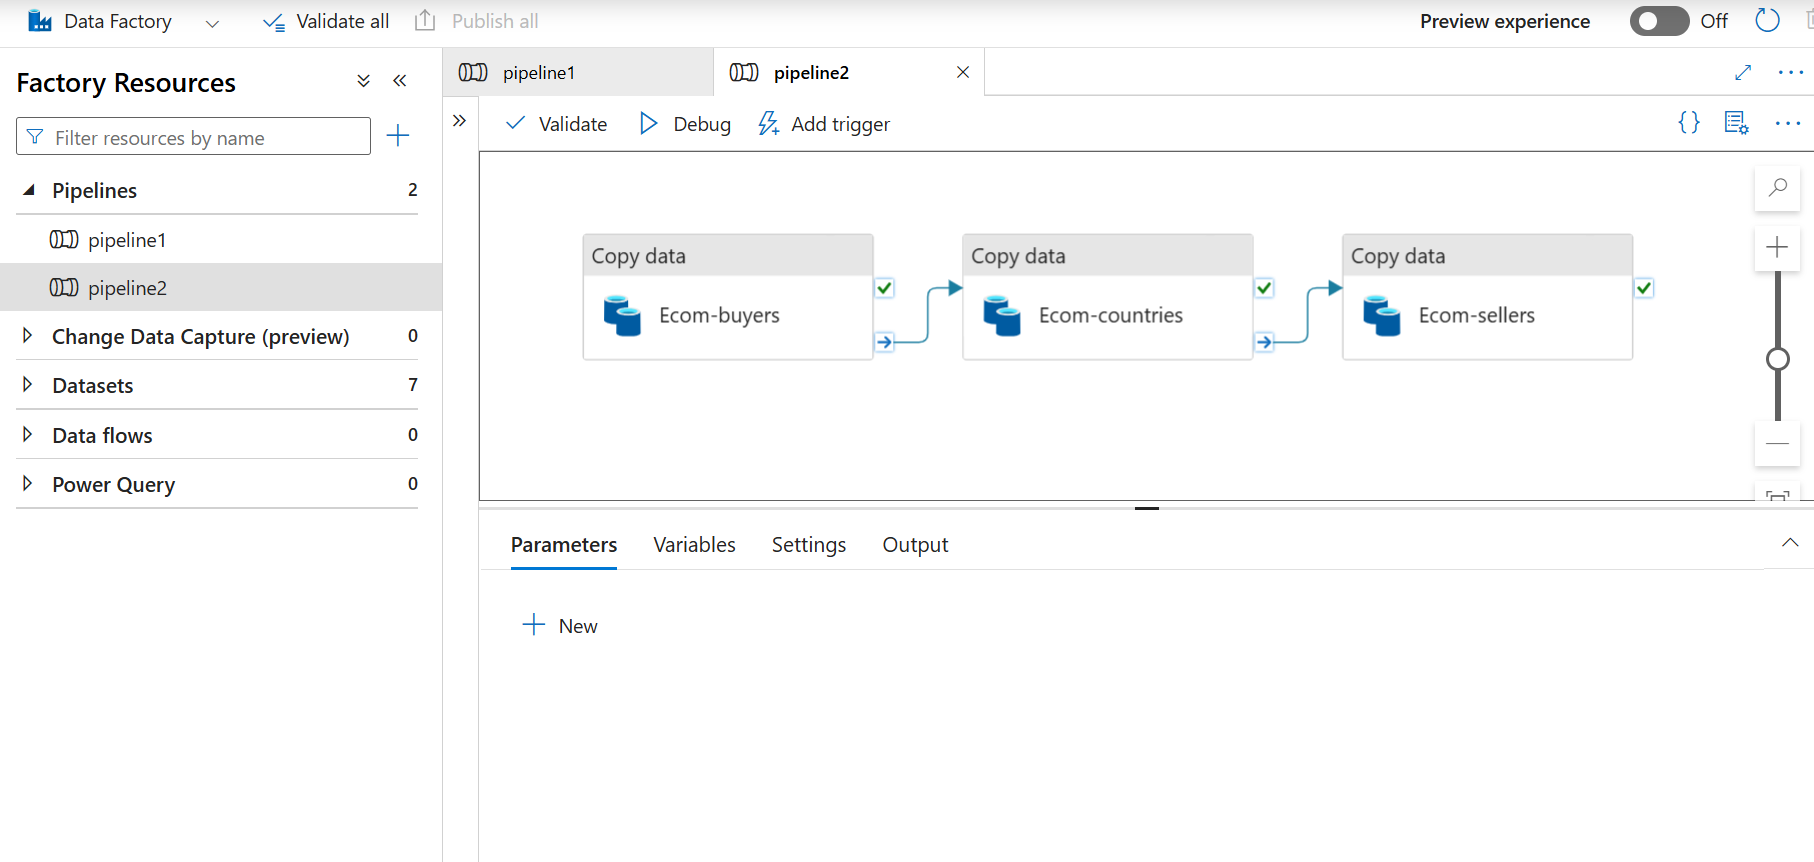 Data Factory
Validate all
Publish all
Preview experience
Off
Factory Resources
Filter resources by name
Pipelines 2
pipeline1
pipeline2
Change Data Capture (preview) 0
Datasets 7
Data flows 0
Power Query 0
pipeline1
pipeline2
Validate
Debug
Add trigger
{}
Copy data
Ecom-buyers
Copy data
Ecom-countries
Copy data
Ecom-sellers
Parameters
Variables
Settings
Output
New